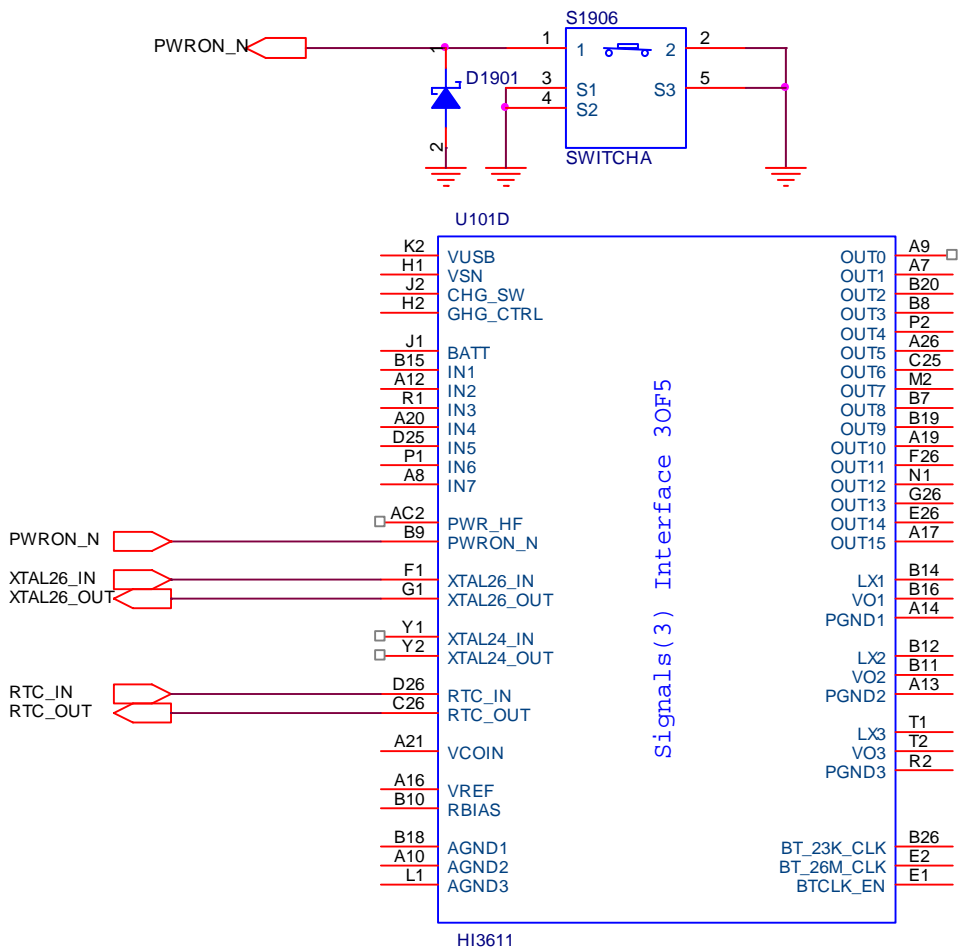 S1906
PWRON_N
1
1
1
2
2
D1901
3
S1
S3
5
4
S2
2
SWITCHA
U101D
K2 VUSB OUT0 A9
H1 VSN OUT1 A7
J2 CHG_SW OUT2 B20
H2 GHG_CTRL OUT3 B8
OUT4 P2
J1 BATT OUT5 A26
B15 IN1 OUT6 C25
A12 IN2 OUT7 M2
R1 IN3 OUT8 B7
A20 IN4 OUT9 B19
D25 IN5 OUT10 A19
P1 IN6 OUT11 F26
A8 IN7 OUT12 N1
OUT13 G26
AC2 PWR_HF OUT14 E26
PWRON_N B9 PWRON_N OUT15 A17
XTAL26_IN F1 XTAL26_IN LX1 B14
XTAL26_OUT G1 XTAL26_OUT VO1 B16
PGND1 A14
Y1 XTAL24_IN
Y2 XTAL24_OUT LX2 B12
VO2 B11
RTC_IN D26 RTC_IN PGND2 A13
RTC_OUT C26 RTC_OUT
LX3 T1
A21 VCOIN VO3 T2
PGND3 R2
A16 VREF
B10 RBIAS
B18 AGND1 BT_23K_CLK B26
A10 AGND2 BT_26M_CLK E2
L1 AGND3 BTCLK_EN E1
Signals(3) Interface 3OF5
HI3611